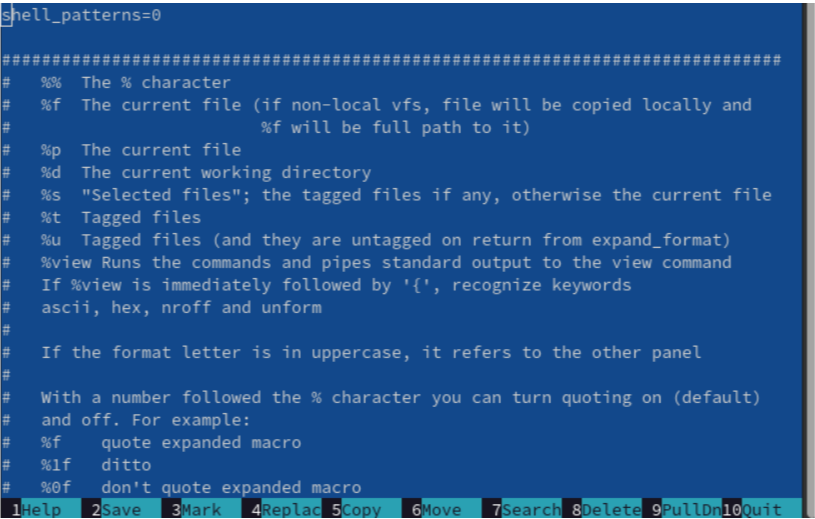 shell_patterns=0
##############################################################################
# %% The % character
# %f The current file (if non-local vfs, file will be copied locally and
# %f will be full path to it)
# %p The current file
# %d The current working directory
# %s "Selected files"; the tagged files if any, otherwise the current file
# %t Tagged files
# %u Tagged files (and they are untagged on return from expand_format)
# %view Runs the commands and pipes standard output to the view command
# If %view is immediately followed by '{', recognize keywords
# ascii, hex, nroff and unform
#
# If the format letter is in uppercase, it refers to the other panel
#
# With a number followed the % character you can turn quoting on (default)
# and off. For example:
# %f quote expanded macro
# %1f ditto
# %0f don't quote expanded macro
1Help 2Save 3Mark 4Replac 5Copy 6Move 7Search 8Delete 9PullDn 10Quit